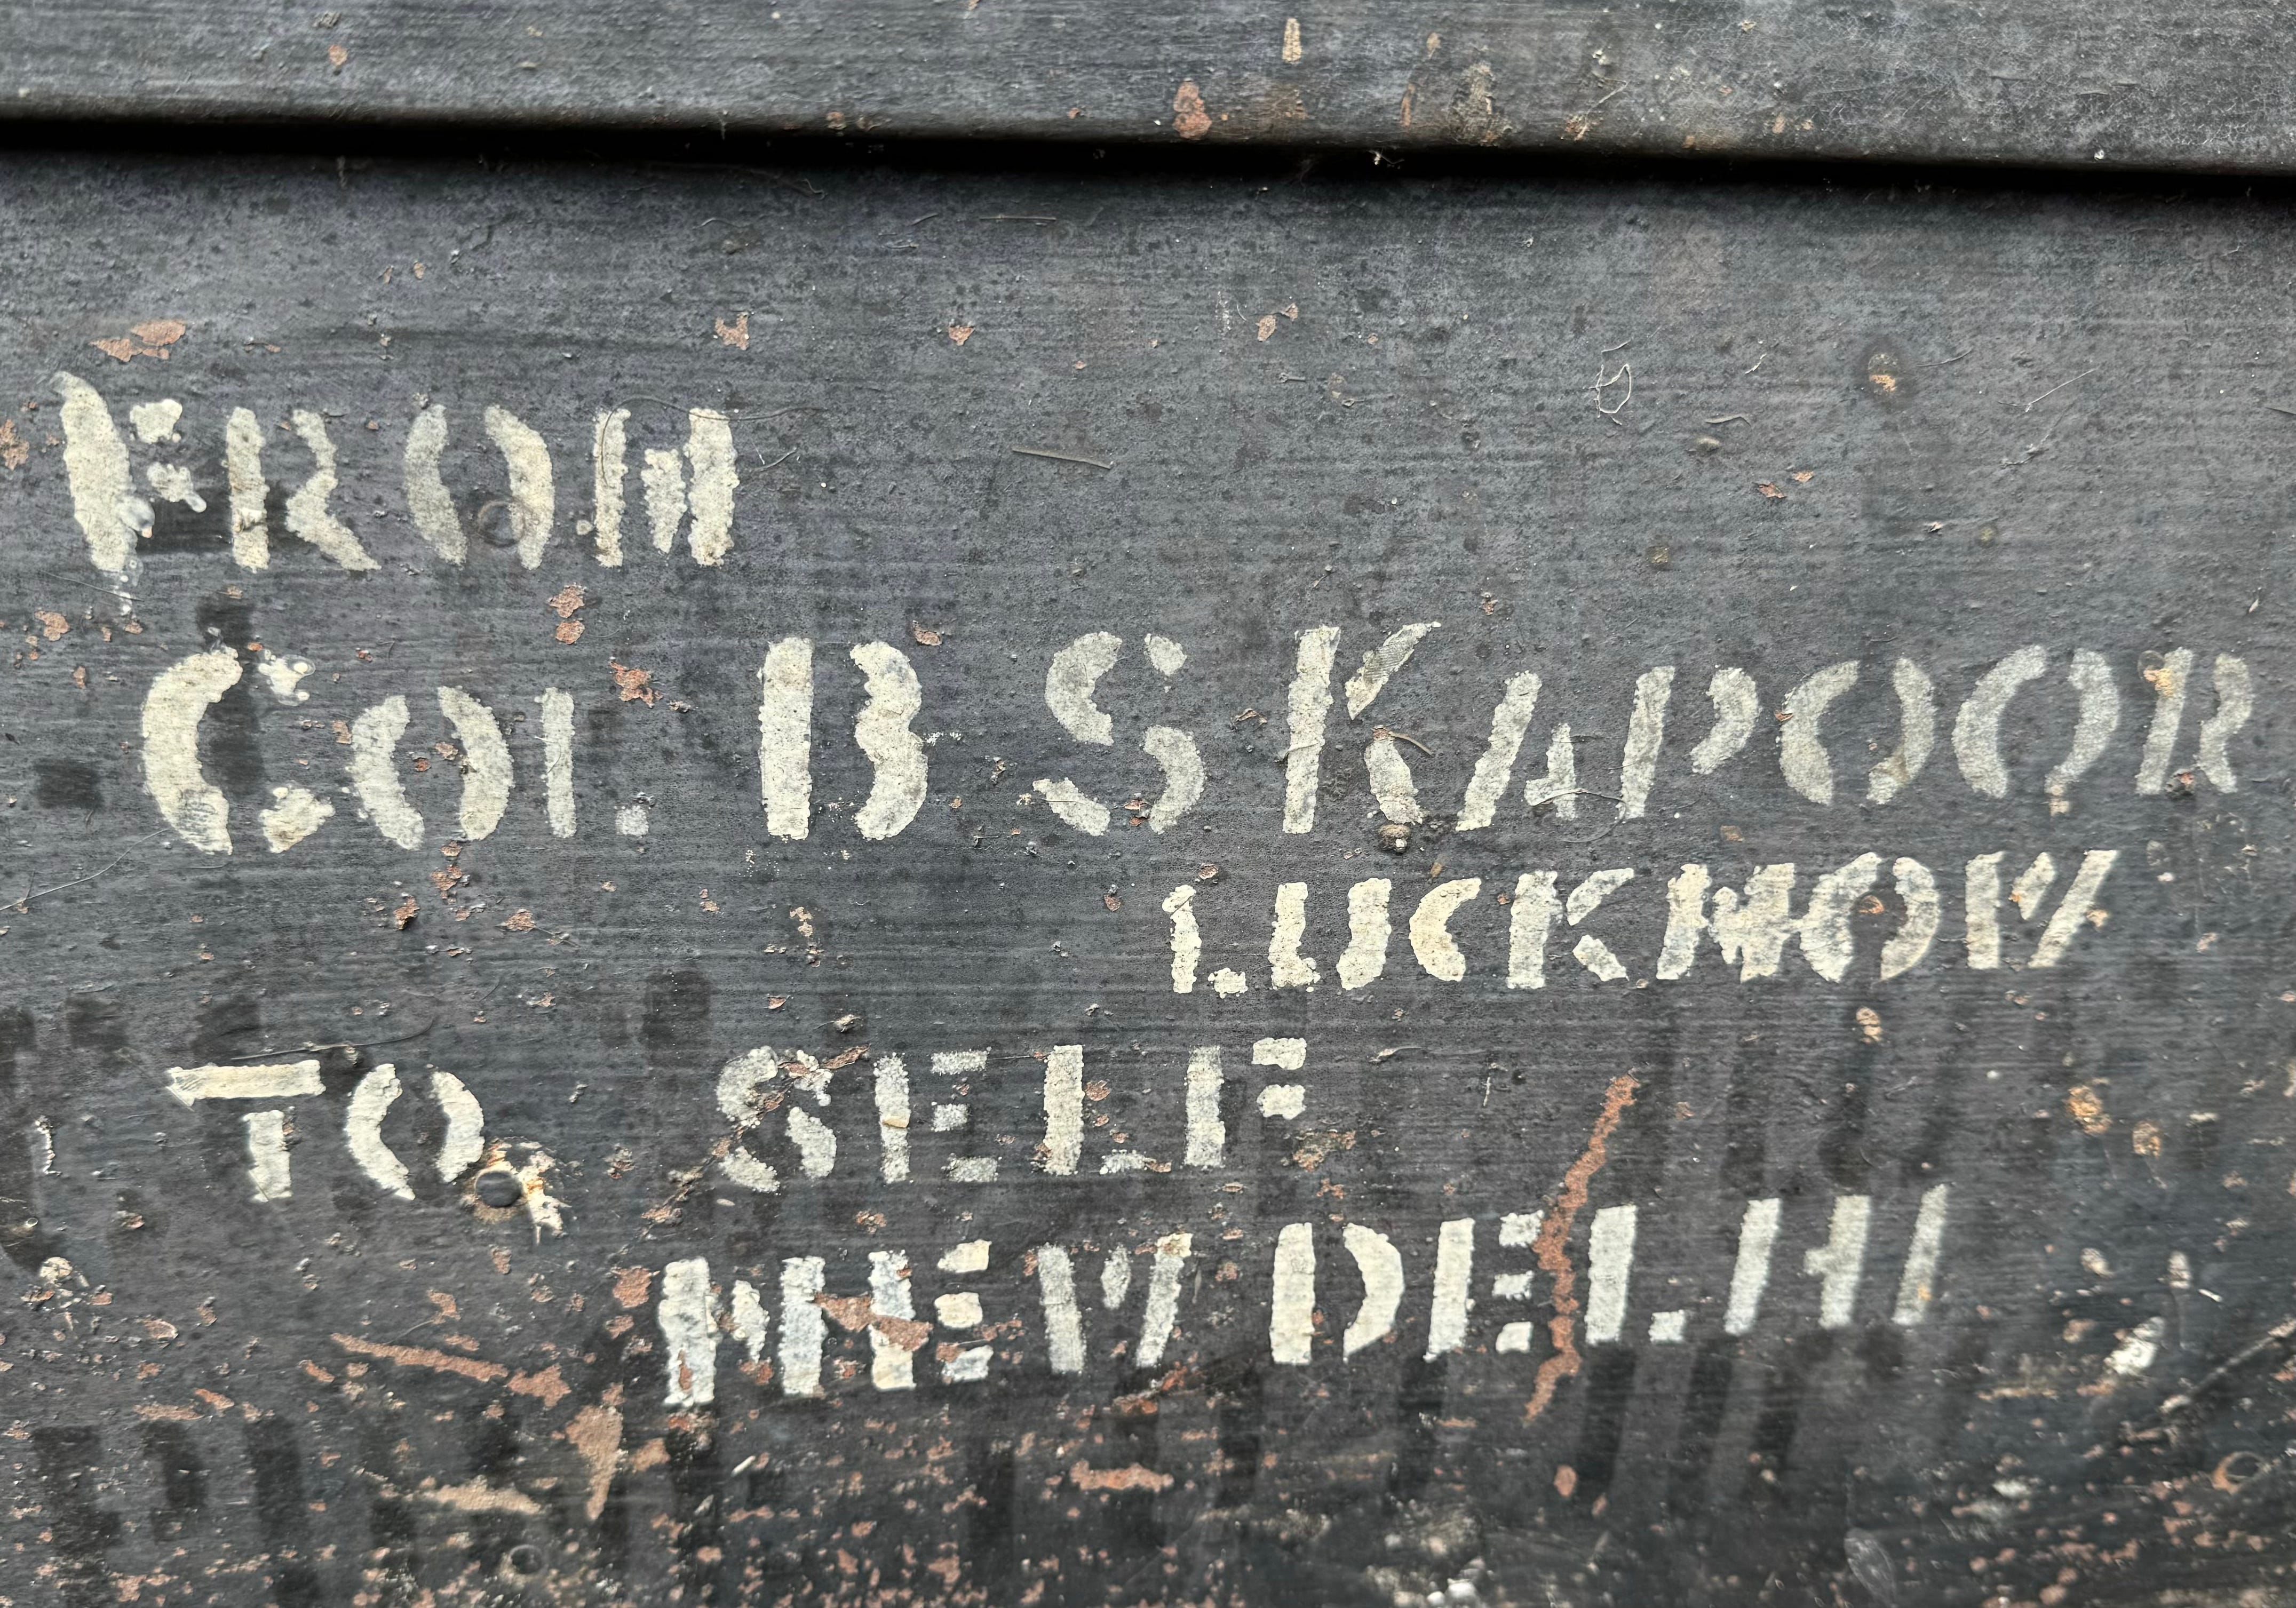 FROM
COL. B S KAPOOR
LUCKNOW
TO SELF
NEW DELHI